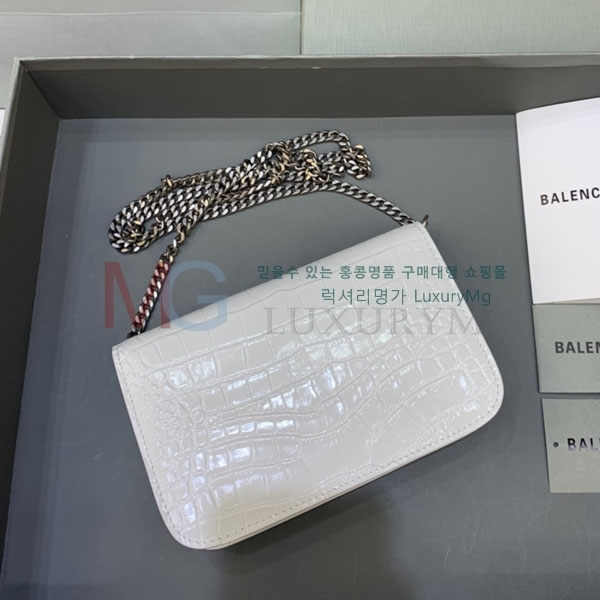 BALENC
믿을수 있는 홍콩명품 구매대행 쇼핑몰
럭셔리명가 LuxuryMg
MG LUXURYM
BALEN
BAL